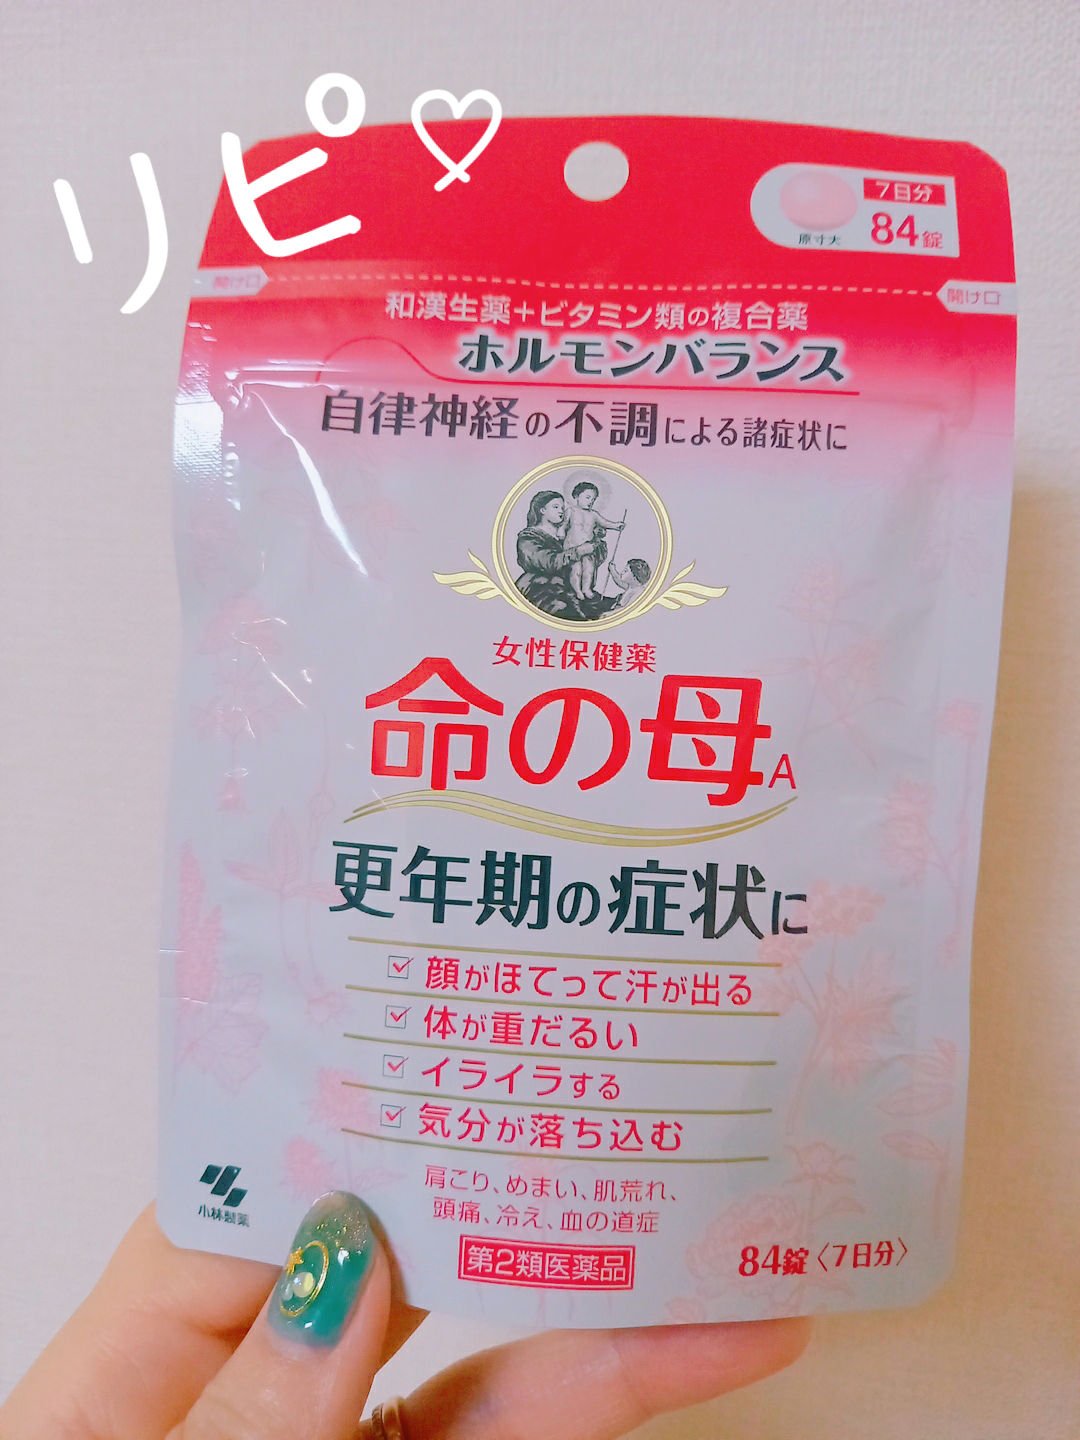 リピ♡
7日分
84錠
原寸大
開け口
開け口
和漢生薬+ビタミン類の複合薬
ホルモンバランス
自律神経の不調による諸症状に
女性保健薬
命の母A
更年期の症状に
顔がほてって汗が出る
体が重だるい
イライラする
気分が落ち込む
肩こり、めまい、肌荒れ、
頭痛、冷え、血の道症
第2類医薬品
84錠〈7日分〉
小林製薬